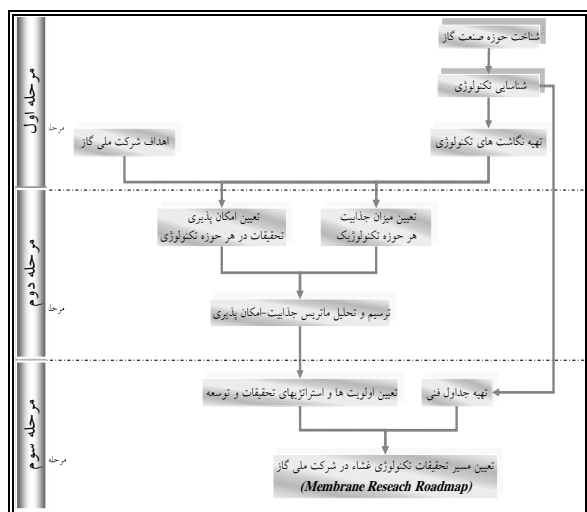 شناخت حوزه صنعت گاز
شناسایی تکنولوژی
تهیه نگاشت های تکنولوژی
اهداف شرکت ملی گاز
مرحله
مرحله اول
تعیین میزان جذابیت
هر حوزه تکنولوژیک
تعیین امکان پذیری
تحقیقات در هر حوزه تکنولوژی
ترسیم و تحلیل ماتریس جذابیت-امکان پذیری
مرحله
مرحله دوم
تهیه جداول فنی
تعیین اولویت ها و استراتژیهای تحقیقات و توسعه
تعیین مسیر تحقیقات تکنولوژی غشاء در شرکت ملی گاز
(Membrane Reseach Roadmap)
مرحله
مرحله سوم